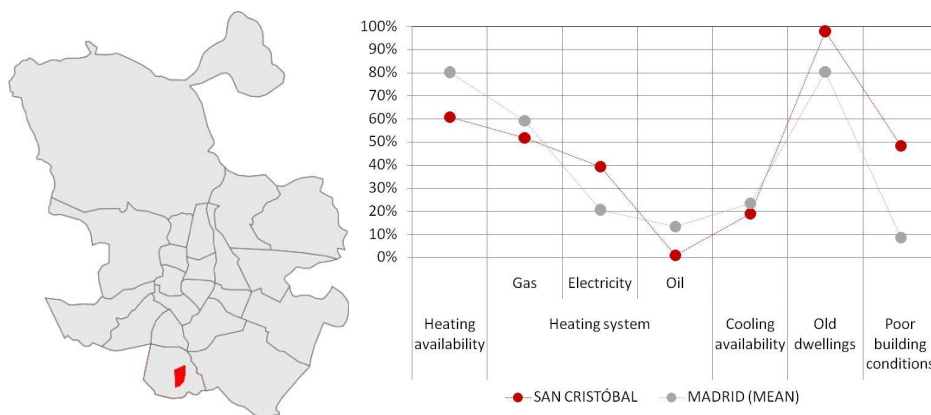 100%
90%
80%
70%
60%
50%
40%
30%
20%
10%
0%
Gas Electricity Oil
Heating availability
Heating system
Cooling availability
Old dwellings
Poor building conditions
SAN CRISTÓBAL MADRID (MEAN)